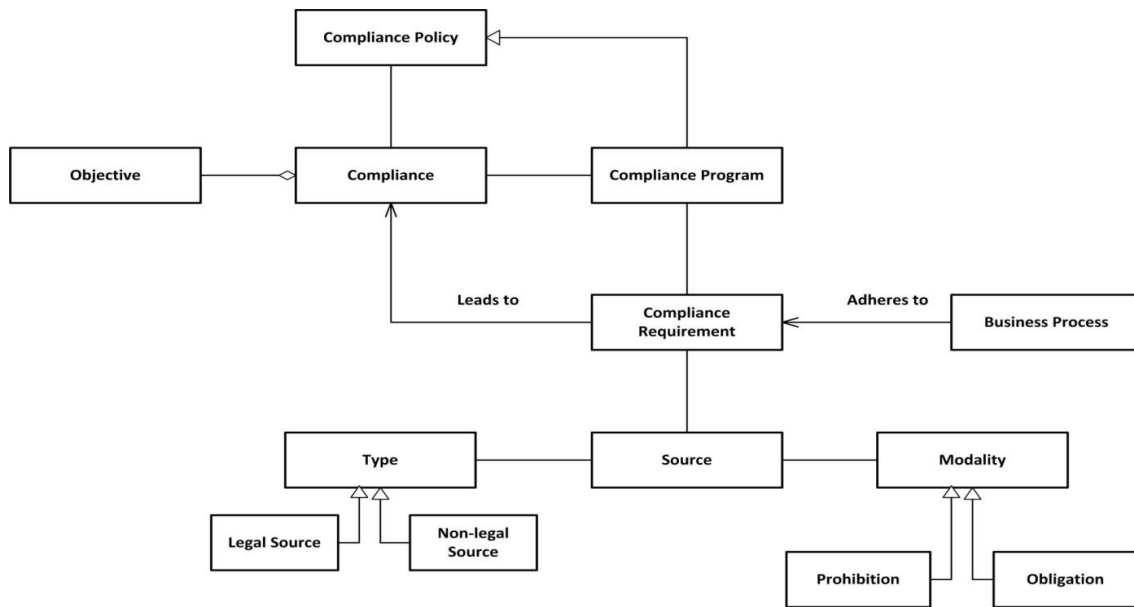 Compliance Policy
Objective
Compliance
Compliance Program
Leads to
Compliance
Requirement
Adheres to
Business Process
Type
Source
Modality
Legal Source
Non-legal
Source
Prohibition
Obligation